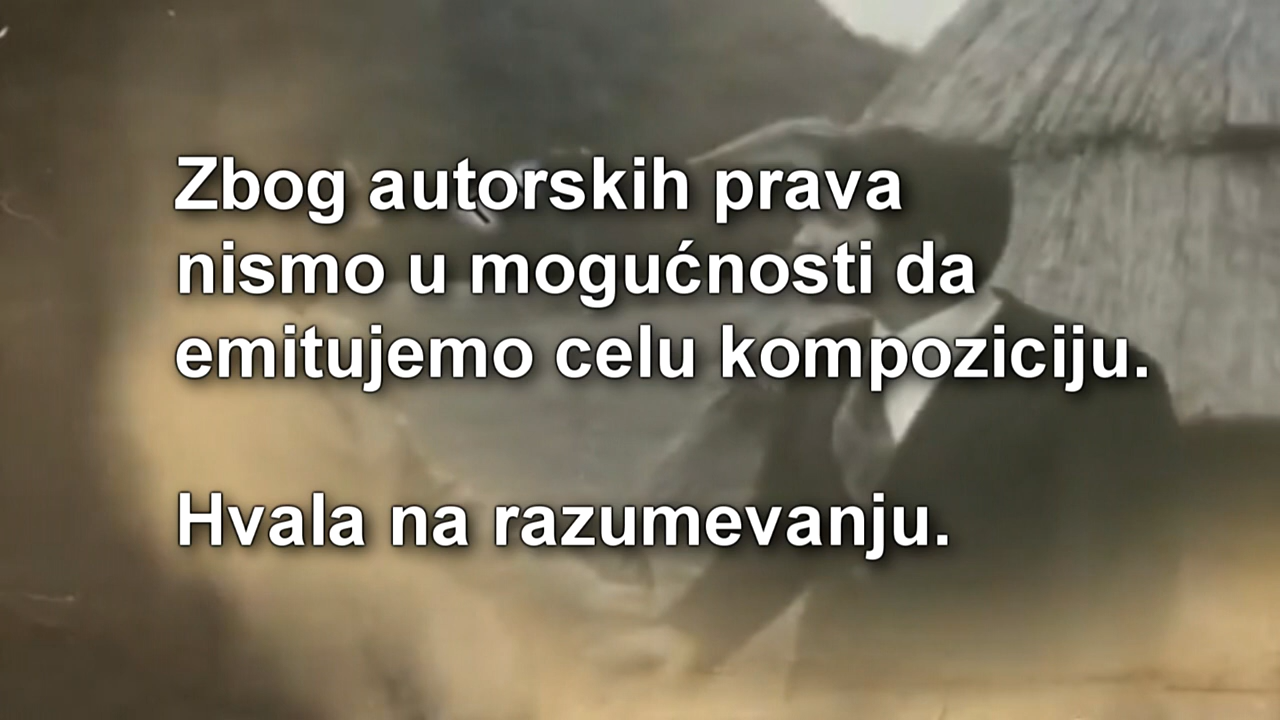 Zbog autorskih prava
nismo u mogućnosti da
emitujemo celu kompoziciju.
Hvala na razumevanju.